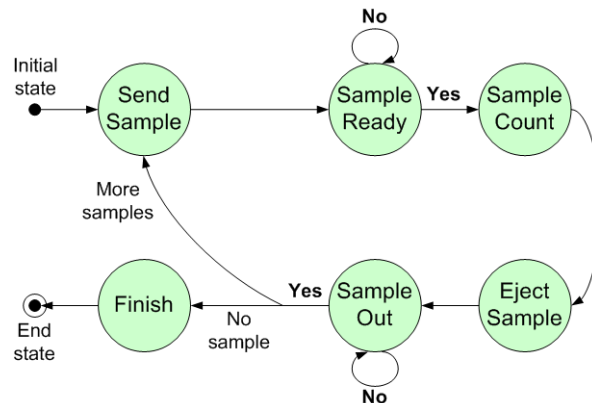 No
Initial
state
Send
Sample
Sample
Ready
Yes
Sample
Count
More
samples
Finish
End
state
No
sample
Yes
Sample
Out
Eject
Sample
No